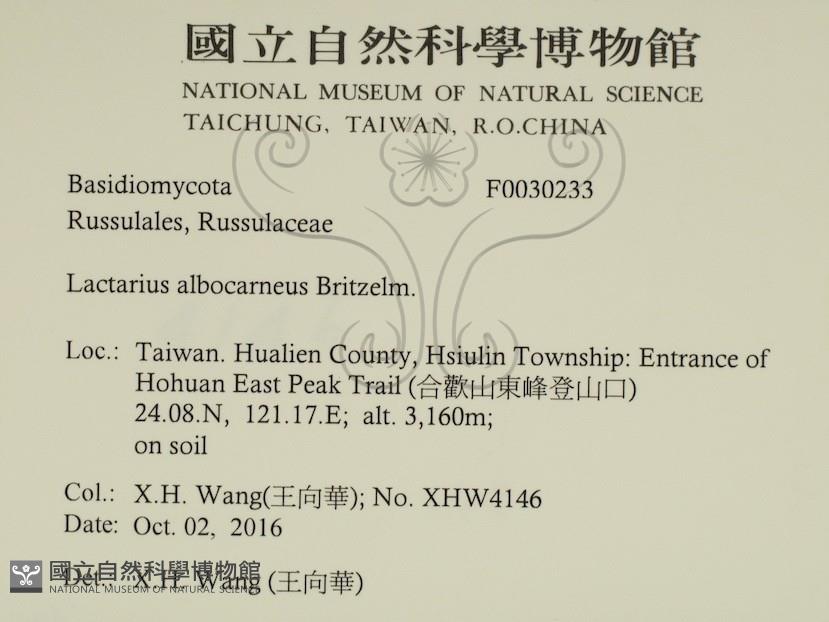 國立自然科學博物館
NATIONAL MUSEUM OF NATURAL SCIENCE
TAICHUNG, TAIWAN, R.O.CHINA
Basidiomycota F0030233
Russulales, Russulaceae
Lactarius albocarneus Britzelm.
Loc.: Taiwan. Hualien County, Hsiulin Township: Entrance of
Hohuan East Peak Trail (合歡山東峰登山口)
24.08.N, 121.17.E; alt. 3,160m;
on soil
Col.: X.H. Wang(王向華); No. XHW4146
Date: Oct. 02, 2016
Det.: X.H. Wang (王向華)
國立自然科學博物館
NATIONAL MUSEUM OF NATURAL SCIENCE